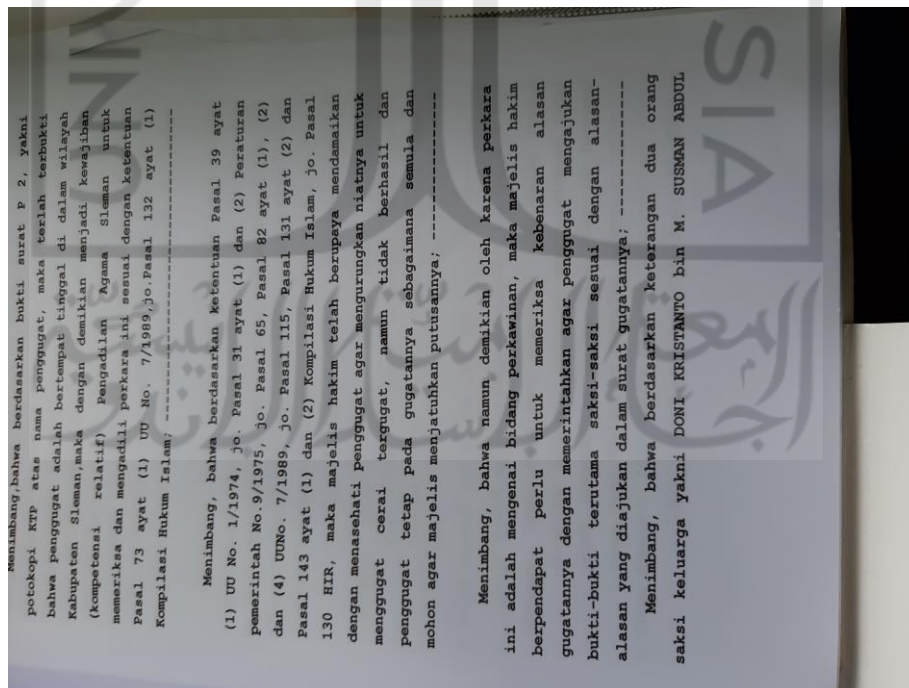 Menimbang,bahwa berdasarkan bukti surat P 2, yakni
potokopi KTP atas nama penggugat, maka terlah terbukti
bahwa penggugat adalah bertempat tinggal di dalam wilayah
Kabupaten Sleman,maka dengan demikian menjadi kewajiban
(kompetensi relatif) Pengadilan Agama Sleman untuk
memeriksa dan mengadili perkara ini sesuai dengan ketentuan
Pasal 73 ayat (1) UU No. 7/1989,jo.Pasal 132 ayat (1)
Kompilasi Hukum Islam; ----------------------------------
Menimbang, bahwa berdasarkan ketentuan Pasal 39 ayat
(1) UU No. 1/1974, jo. Pasal 31 ayat (1) dan (2) Peraturan
pemerintah No.9/1975, jo. Pasal 65, Pasal 82 ayat (1), (2)
dan (4) UUNo. 7/1989, jo. Pasal 115, Pasal 131 ayat (2) dan
Pasal 143 ayat (1) dan (2) Kompilasi Hukum Islam, jo. Pasal
130 HIR, maka majelis hakim telah berupaya mendamaikan
dengan menasehati penggugat agar mengurungkan niatnya untuk
menggugat cerai tergugat, namun tidak berhasil dan
penggugat tetap pada gugatannya sebagaimana semula dan
mohon agar majelis menjatuhkan putusannya; ----------------
Menimbang, bahwa namun demikian oleh karena perkara
ini adalah mengenai bidang perkawinan, maka majelis hakim
berpendapat perlu untuk memeriksa kebenaran alasan
gugatannya dengan memerintahkan agar penggugat mengajukan
bukti-bukti terutama saksi-saksi sesuai dengan alasan-
alasan yang diajukan dalam surat gugatannya; --------------
Menimbang, bahwa berdasarkan keterangan dua orang
saksi keluarga yakni DONI KRISTANTO bin M. SUSMAN ABDUL